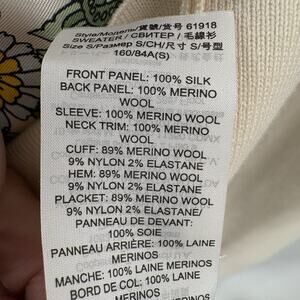 Style/Модель/貨號/货号 61918
SWEATER / СВИТЕР / 毛線衫
Size S/Размер S/CH/尺寸 S/号型
160/84A(S)
FRONT PANEL: 100% SILK
BACK PANEL: 100% MERINO
WOOL
SLEEVE: 100% MERINO WOOL
NECK TRIM: 100% MERINO
WOOL
CUFF: 89% MERINO WOOL
9% NYLON 2% ELASTANE
HEM: 89% MERINO WOOL
9% NYLON 2% ELASTANE
PLACKET: 89% MERINO WOOL
9% NYLON 2% ELASTANE/
PANNEAU DE DEVANT:
100% SOIE
PANNEAU ARRIÈRE: 100% LAINE
MERINOS
MANCHE: 100% LAINE MERINOS
BORD DE COL: 100% LAINE
MERINOS